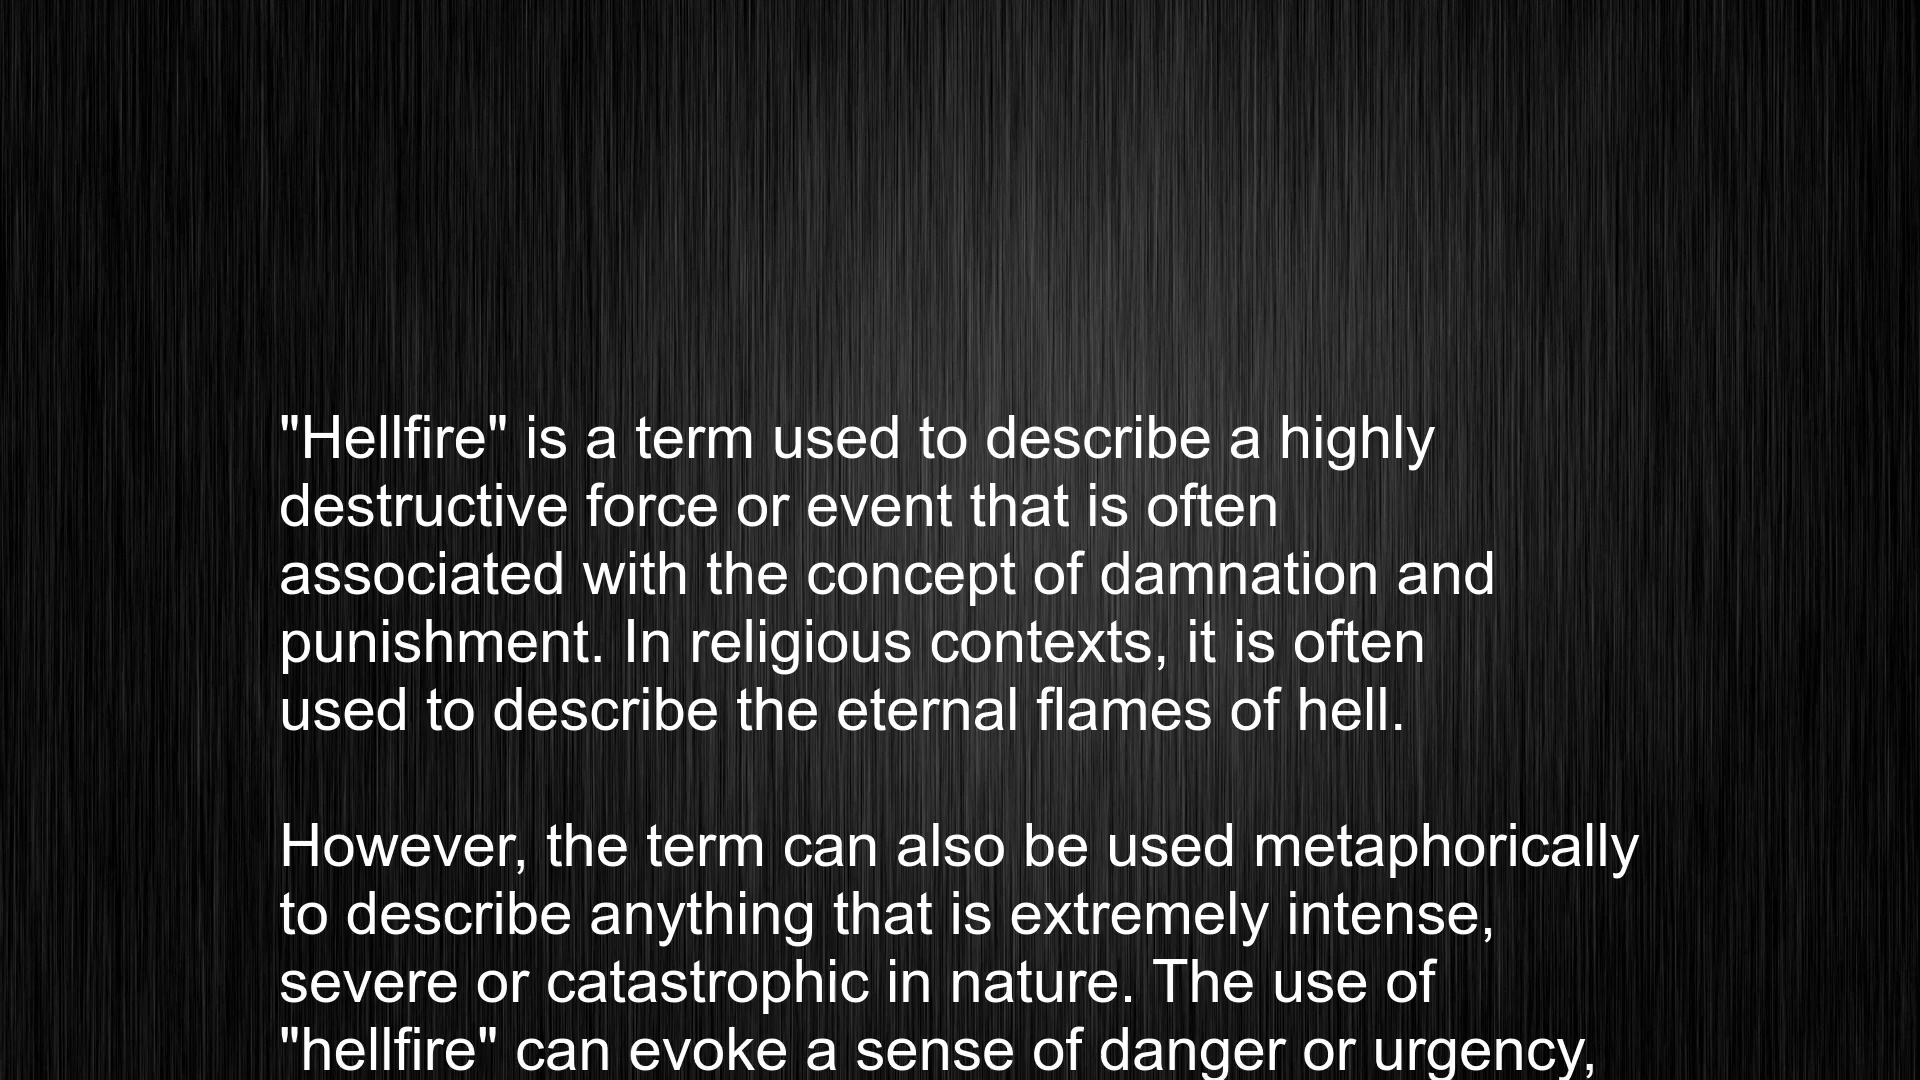 "Hellfire" is a term used to describe a highly
destructive force or event that is often
associated with the concept of damnation and
punishment. In religious contexts, it is often
used to describe the eternal flames of hell.
However, the term can also be used metaphorically
to describe anything that is extremely intense,
severe or catastrophic in nature. The use of
"hellfire" can evoke a sense of danger or urgency,